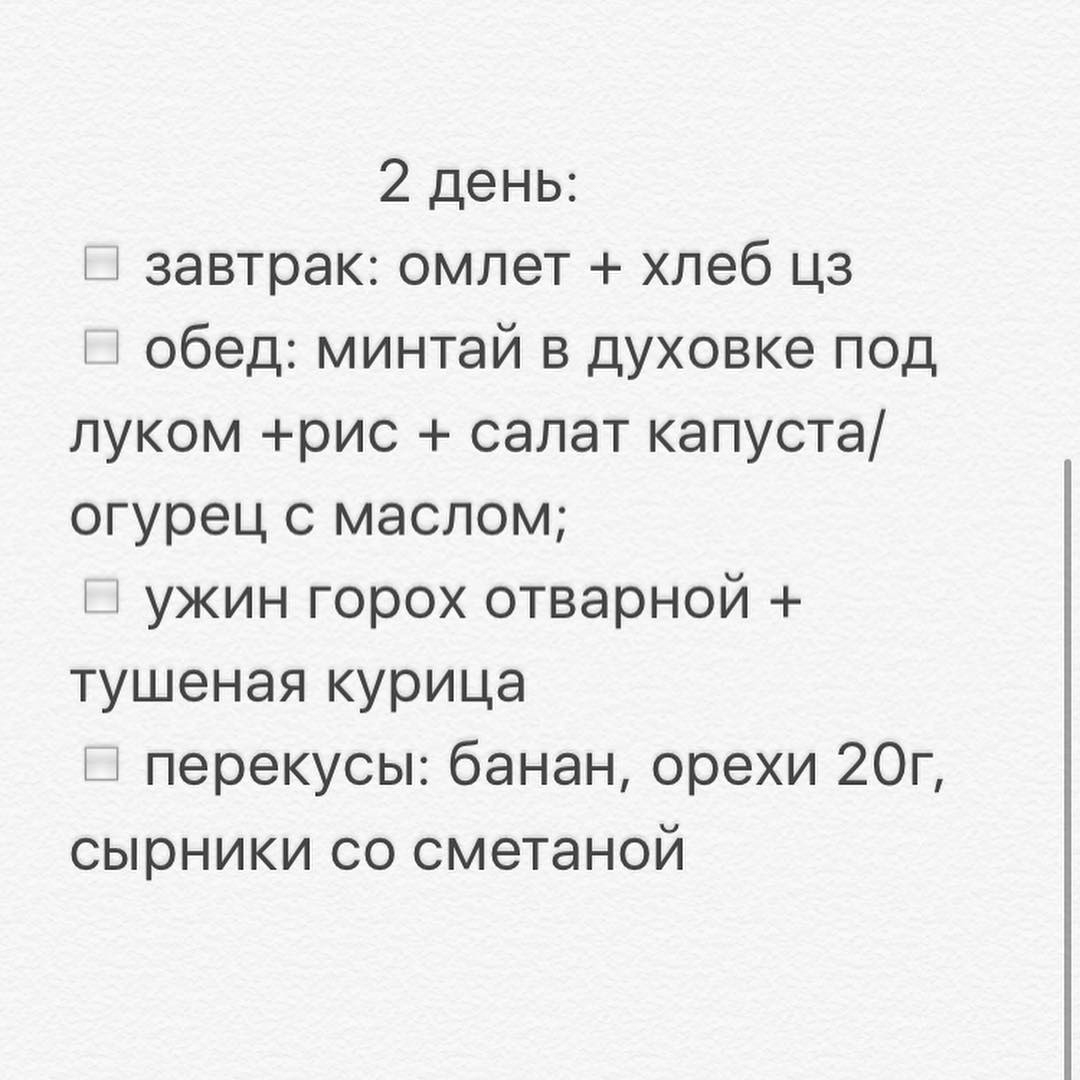 2 день:
завтрак: омлет + хлеб цз
обед: минтай в духовке под
луком +рис + салат капуста/
огурец с маслом;
ужин горох отварной +
тушеная курица
перекусы: банан, орехи 20г,
сырники со сметаной